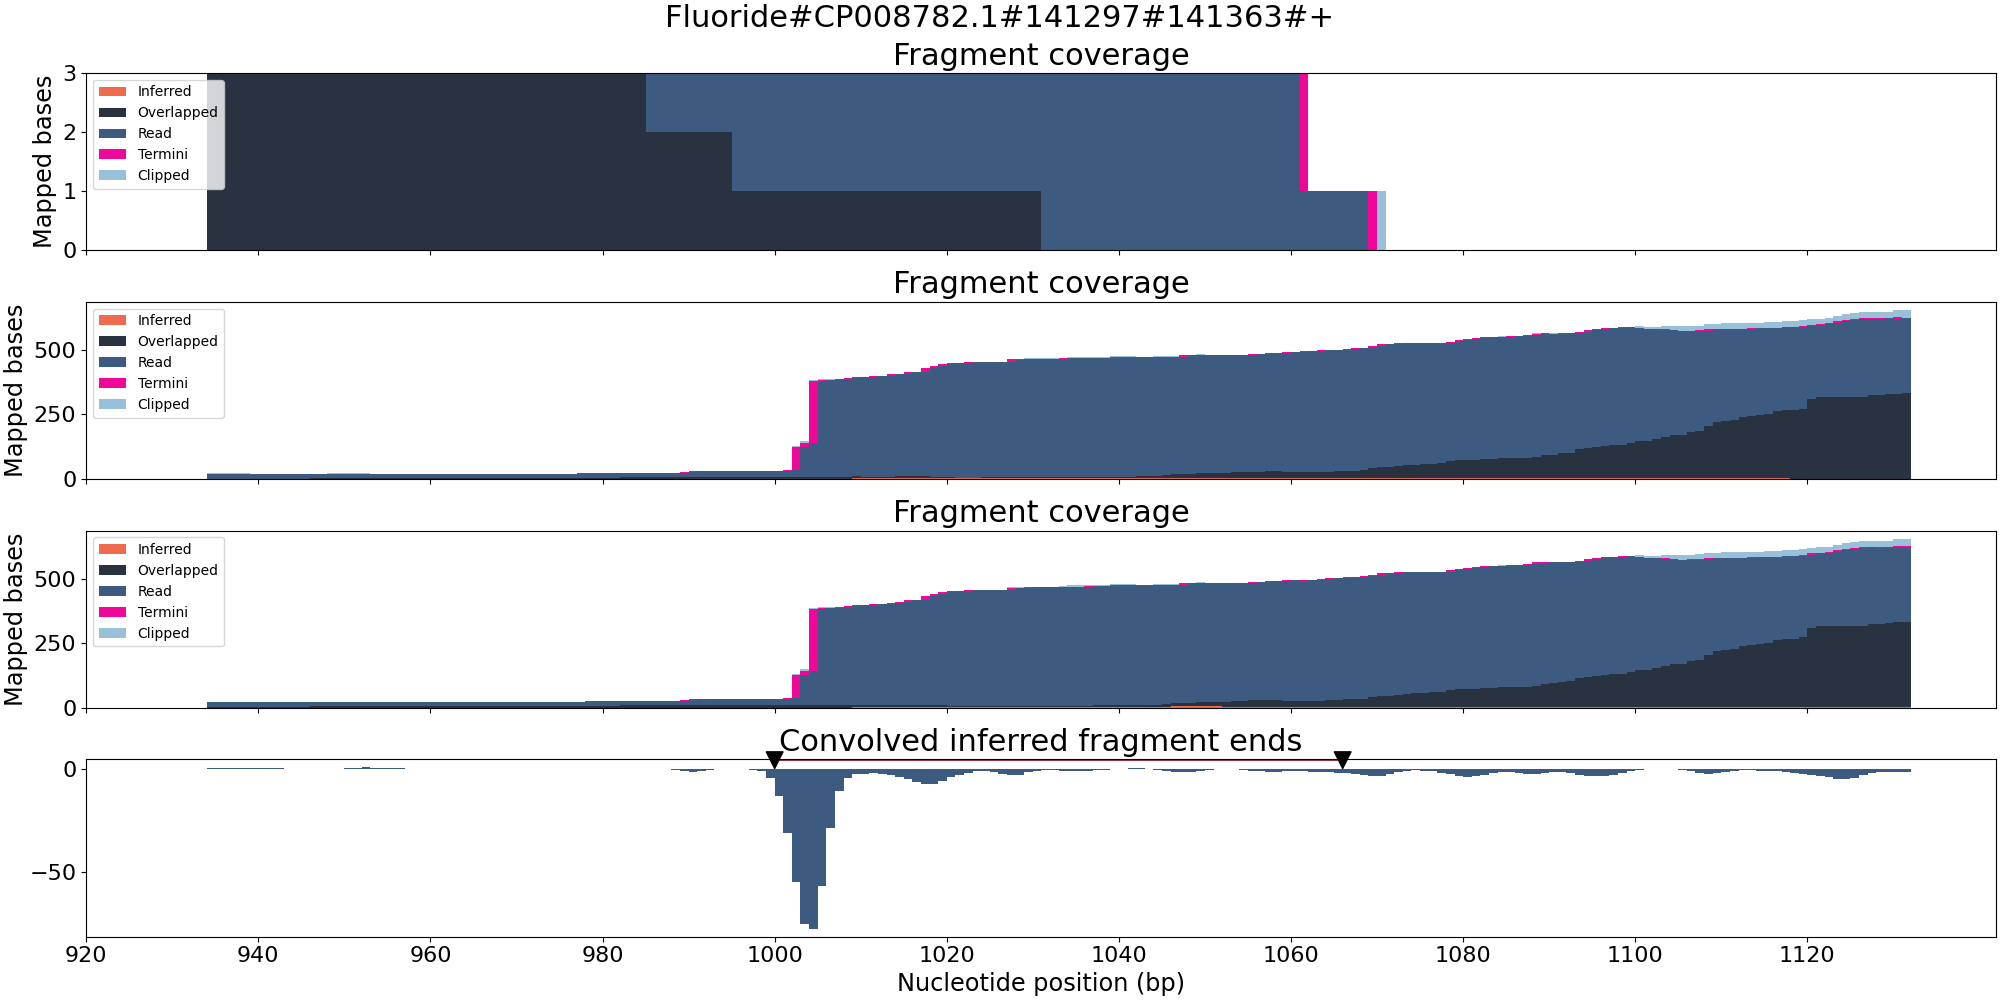 Fluoride#CP008782.1#141297#141363#+
Fragment coverage
Mapped bases
3
2
1
0
Inferred
Overlapped
Read
Termini
Clipped
Fragment coverage
Mapped bases
500
250
0
Inferred
Overlapped
Read
Termini
Clipped
Fragment coverage
Mapped bases
500
250
0
Inferred
Overlapped
Read
Termini
Clipped
Convolved inferred fragment ends
0
−50
920 940 960 980 1000 1020 1040 1060 1080 1100 1120
Nucleotide position (bp)